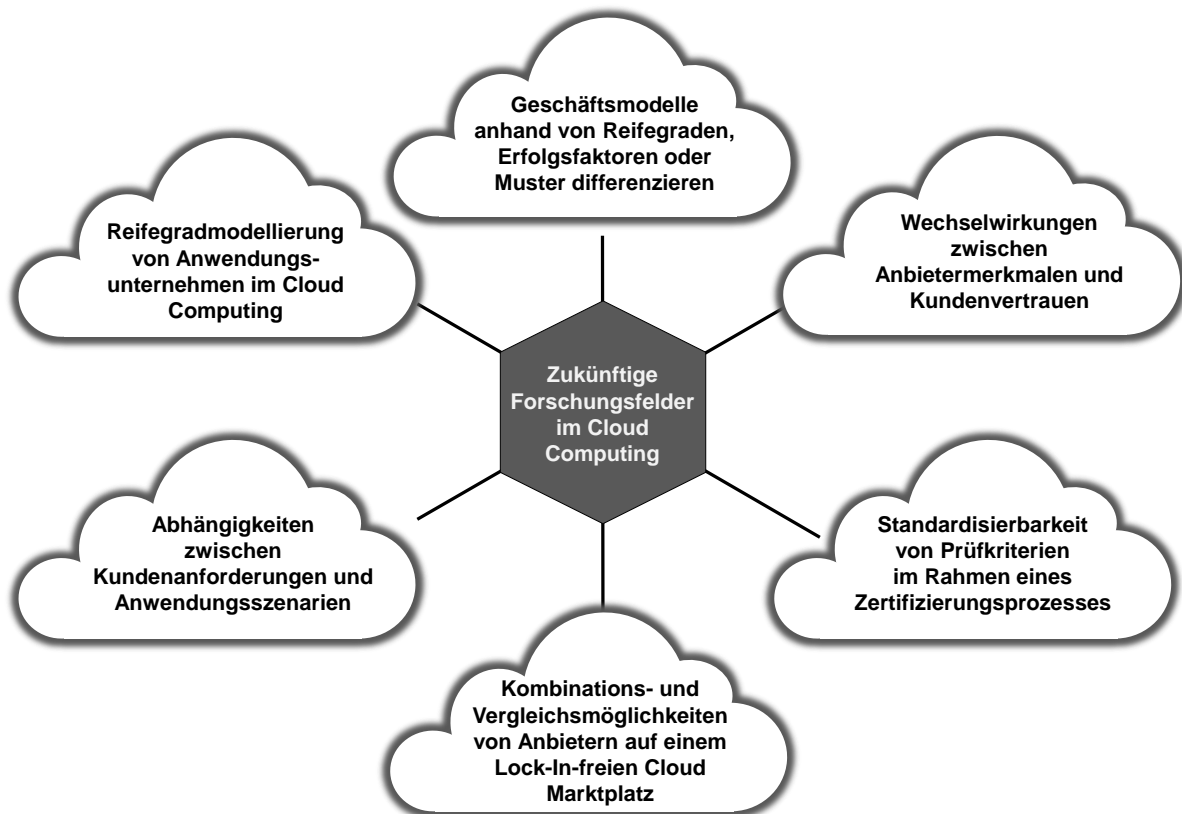 Geschäftsmodelle
anhand von Reifegraden,
Erfolgsfaktoren oder
Muster differenzieren
Reifegradmodellierung
von Anwendungs-
unternehmen im Cloud
Computing
Wechselwirkungen
zwischen
Anbietermerkmalen und
Kundenvertrauen
Zukünftige
Forschungsfelder
im Cloud
Computing
Abhängigkeiten
zwischen
Kundenanforderungen und
Anwendungsszenarien
Standardisierbarkeit
von Prüfkriterien
im Rahmen eines
Zertifizierungsprozesses
Kombinations- und
Vergleichsmöglichkeiten
von Anbietern auf einem
Lock-In-freien Cloud
Marktplatz